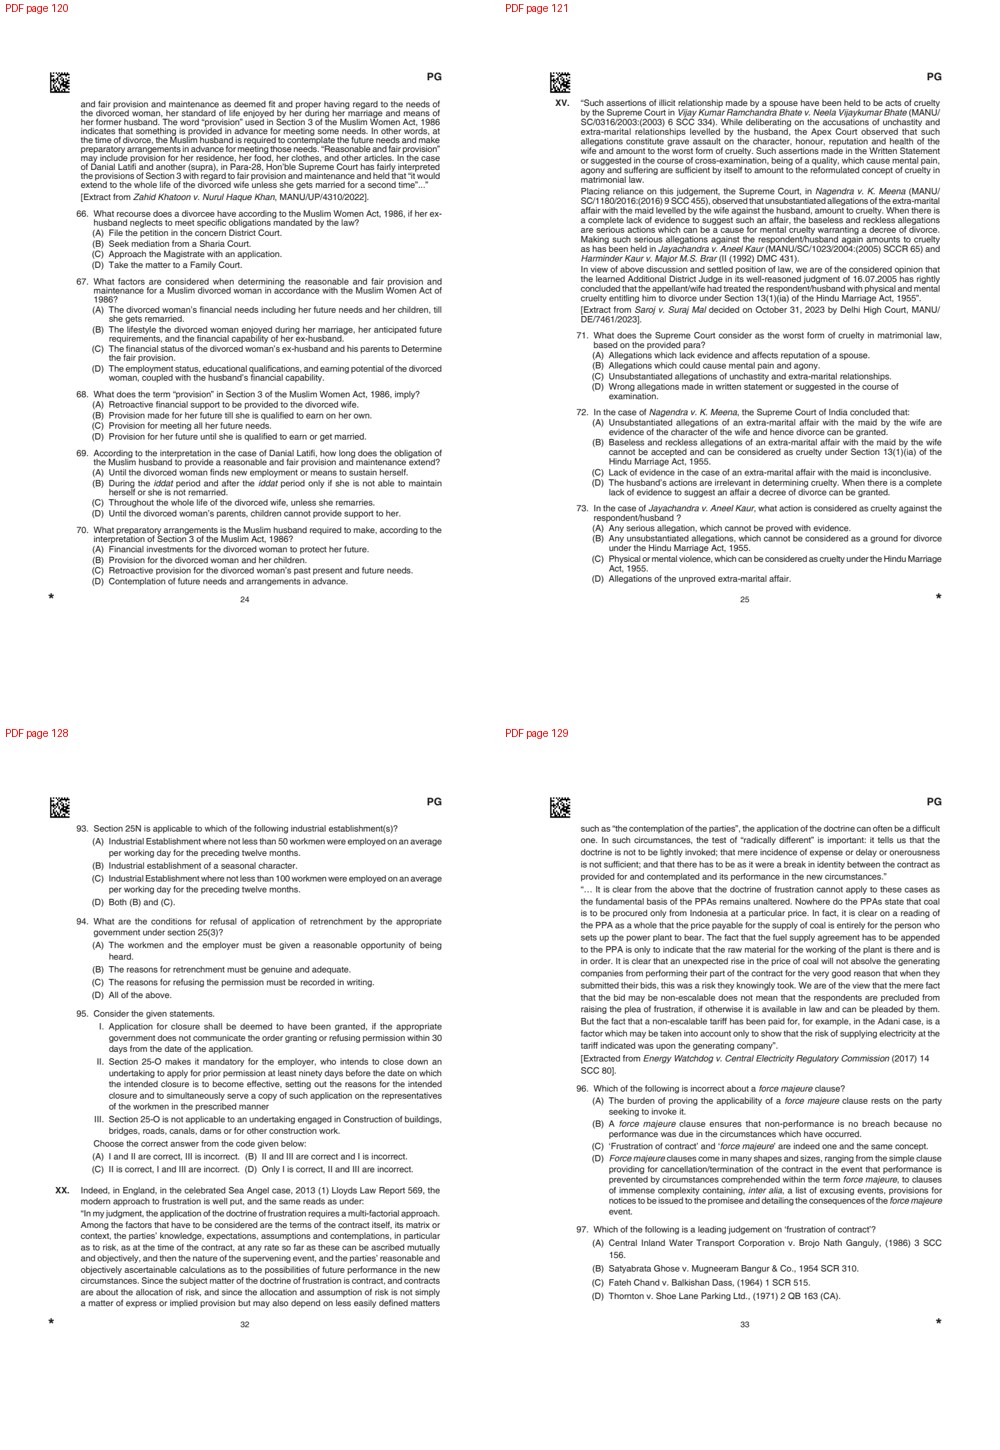 PDF page 120
PG
and fair provision and maintenance as deemed fit and proper having regard to the needs of
the divorced woman, her standard of life enjoyed by her during her marriage and means of
her former husband. The word “provision” used in Section 3 of the Muslim Women Act, 1986
indicates that something is provided in advance for meeting some needs. In other words, at
the time of divorce, the Muslim husband is required to contemplate the future needs and make
preparatory arrangements in advance for meeting those needs. “Reasonable and fair provision”
may include provision for her residence, her food, her clothes, and other articles. In the case
of Danial Latifi and another (supra), in Para-28, Hon’ble Supreme Court has fairly interpreted
the provisions of Section 3 with regard to fair provision and maintenance and held that “it would
extend to the whole life of the divorced wife unless she gets married for a second time”...”
[Extract from Zahid Khatoon v. Nurul Haque Khan, MANU/UP/4310/2022].
66. What recourse does a divorcee have according to the Muslim Women Act, 1986, if her ex-
husband neglects to meet specific obligations mandated by the Muslim Women Act?
(A) File the petition in the concern District Court.
(B) Seek mediation from a Sharia Court.
(C) Approach the Magistrate with an application.
(D) Take the matter to a Family Court.
67. What factors are considered when determining the reasonable and fair provision and
maintenance for a Muslim divorced woman in accordance with the Muslim Women Act of
1986?
(A) The divorced woman’s financial needs including her future needs and her children, till
she gets remarried.
(B) The lifestyle the divorced woman enjoyed during her marriage, her anticipated future
requirements, and the financial capability of her ex-husband.
(C) The financial status of the divorced woman’s ex-husband and his parents to Determine
the fair provision.
(D) The employment status, educational qualifications, and earning potential of the divorced
woman, coupled with the husband’s financial capability.
68. What does the term “provision” in Section 3 of the Muslim Women Act, 1986, imply?
(A) Retroactive financial support to be provided to the divorced wife.
(B) Provision made for her future till she is qualified to earn on her own.
(C) Provision for meeting all her future needs.
(D) Provision for her future until she is qualified to earn or get married.
69. According to the interpretation in the case of Danial Latifi, how long does the obligation of
the Muslim husband to provide a reasonable and fair provision and maintenance extend?
(A) Until the divorced woman finds new employment or means to sustain herself.
(B) During the iddat period and after the iddat period only if she is not able to maintain
herself or she is not remarried.
(C) Throughout the whole life of the divorced wife, unless she remarries.
(D) Until the divorced woman’s parents, children cannot provide support to her.
70. What preparatory arrangements is the Muslim husband required to make, according to the
interpretation of Section 3 of the Muslim Women Act, 1986?
(A) Financial investments for the divorced woman to protect her future.
(B) Provision for the divorced woman and her children.
(C) Retroactive provision for the divorced woman’s past present and future needs.
(D) Contemplation of future needs and arrangements in advance.
* 24
PDF page 121
PG
XV. “Such assertions of illicit relationship made by a spouse have been held to be acts of cruelty
by the Supreme Court in Vijay Kumar Ramchandra Bhate v. Neela Vijaykumar Bhate (MANU/
SC/0316/2003:(2003) 6 SCC 334). While deliberating on the accusations of unchastity and
extra-marital relationships levelled by the husband, the Apex Court observed that such
allegations constitute grave assault on the character, honour, reputation and health of the
wife and amount to the worst form of cruelty. Such assertions made in the Written Statement
or suggested in the course of cross-examination, being of a quality, which cause mental pain,
agony and suffering are sufficient by itself to amount to the reformulated concept of cruelty in
matrimonial law.
Placing reliance on this judgement, the Supreme Court, in Nagendra v. K. Meena (MANU/
SC/1180/2016:(2016) 9 SCC 455), observed that unsubstantiated allegations of the extramarital
affair with the maid levelled by the wife against the husband, amount to cruelty. When there is
a complete lack of evidence to suggest such an affair, the baseless and reckless allegations
are serious actions which can be a cause for mental cruelty warranting a decree of divorce.
Making such serious allegations against the respondent/husband again amounts to cruelty
as has been held in Jayachandra v. Aneel Kaur (MANU/SC/1023/2004:(2005) SCCR 65) and
Harminder Kaur v. Major M.S. Brar (II (1992) DMC 431).
In view of above discussion and settled position of law, we are of the considered opinion that
the learned Additional District Judge in its well-reasoned judgment of 16.07.2005 has rightly
concluded that the appellant/wife had treated the respondent/husband with physical and mental
cruelty entitling him to divorce under Section 13(1)(ia) of the Hindu Marriage Act, 1955”.
[Extract from Saroj v. Suraj Mal decided on October 31, 2023 by Delhi High Court, MANU/
DE/7461/2023].
71. What does the Supreme Court consider as the worst form of cruelty in matrimonial law,
based on the provided para?
(A) Allegations which lack evidence and affects reputation of a spouse.
(B) Allegations which could cause mental pain and agony.
(C) Unsubstantiated allegations of unchastity and extra-marital relationships.
(D) Wrong allegations made in written statement or suggested in the course of
examination.
72. In the case of Nagendra v. K. Meena, the Supreme Court of India concluded that:
(A) Unsubstantiated allegations of an extra-marital affair with the maid by the wife are
evidence of the character of the wife and hence divorce can be granted.
(B) Baseless and reckless allegations of an extra-marital affair with the maid by the wife
cannot be accepted and can be considered as cruelty under Section 13(1)(ia) of the
Hindu Marriage Act, 1955.
(C) Lack of evidence in the case of an extra-marital affair with the maid is inconclusive.
(D) The husband’s actions are irrelevant in determining cruelty. When there is a complete
lack of evidence to suggest an affair a decree of divorce can be granted.
73. In the case of Jayachandra v. Aneel Kaur, what action is considered as cruelty against the
respondent/husband ?
(A) Any serious allegation, which cannot be proved with evidence.
(B) Any unsubstantiated allegations, which cannot be considered as a ground for divorce
under the Hindu Marriage Act, 1955.
(C) Physical or mental violence, which can be considered as cruelty under the Hindu Marriage
Act, 1955.
(D) Allegations of the unproved extra-marital affair.
25 *
PDF page 128
PG
93. Section 25N is applicable to which of the following industrial establishment(s)?
(A) Industrial Establishment where not less than 50 workmen were employed on an average
per working day for the preceding twelve months.
(B) Industrial establishment of a seasonal character.
(C) Industrial Establishment where not less than 100 workmen were employed on an average
per working day for the preceding twelve months.
(D) Both (B) and (C).
94. What are the conditions for refusal of application of retrenchment by the appropriate
government under section 25(3)?
(A) The workmen and the employer must be given a reasonable opportunity of being
heard.
(B) The reasons for retrenchment must be genuine and adequate.
(C) The reasons for refusing the permission must be recorded in writing.
(D) All of the above.
95. Consider the given statements.
I. Application for closure shall be deemed to have been granted, if the appropriate
government does not communicate the order granting or refusing permission within 30
days from the date of the application.
II. Section 25-O makes it mandatory for the employer, who intends to close down an
undertaking to apply for prior permission at least ninety days before the date on which
the intended closure is to become effective, setting out the reasons for the intended
closure and to simultaneously serve a copy of such application on the representatives
of the workmen in the prescribed manner
III. Section 25-O is not applicable to an undertaking engaged in Construction of buildings,
bridges, roads, canals, dams or for other construction work.
Choose the correct answer from the code given below:
(A) I and II are correct, III is incorrect. (B) II and III are correct and I is incorrect.
(C) II is correct, I and III are incorrect. (D) Only I is correct, II and III are incorrect.
XX. Indeed, in England, in the celebrated Sea Angel case, 2013 (1) Lloyds Law Report 569, the
modern approach to frustration is well put, and the same reads as under:
“In my judgment, the application of the doctrine of frustration requires a multi-factorial approach.
Among the factors that have to be considered are the terms of the contract itself, its matrix or
context, the parties’ knowledge, expectations, assumptions and contemplations, in particular
as to risk, as at the time of the contract, at any rate so far as these can be ascribed mutually
and objectively, and then the nature of the supervening event, and the parties’ reasonable and
objectively ascertainable calculations as to the possibilities of future performance in the new
circumstances. Since the subject matter of the doctrine of frustration is contract, and contracts
are about the allocation of risk, and since the allocation and assumption of risk is not simply
a matter of express or implied provision but may also depend on less easily defined matters
* 32
PDF page 129
PG
such as “the contemplation of the parties”, the application of the doctrine can often be a difficult
one. In such circumstances, the test of “radically different” is important: it tells us that the
doctrine is not to be lightly invoked; that mere incidence of expense or delay or onerousness
is not sufficient; and that there has to be as it were a break in identity between the contract as
provided for and contemplated and its performance in the new circumstances.”
“... It is clear from the above that the doctrine of frustration cannot apply to these cases as
the fundamental basis of the PPAs remains unaltered. Nowhere do the PPAs state that coal
is to be procured only from Indonesia at a particular price. In fact, it is clear on a reading of
the PPA as a whole that the price payable for the supply of coal is entirely for the person who
sets up the power plant to bear. The fact that the fuel supply agreement has to be appended
to the PPA is only to indicate that the raw material for the working of the plant is there and is
in order. It is clear that an unexpected rise in the price of coal will not absolve the generating
companies from performing their part of the contract for the very good reason that when they
submitted their bids, this was a risk they knowingly took. We are of the view that the mere fact
that the bid may be non-escalable does not mean that the respondents are precluded from
raising the plea of frustration, if otherwise it is available in law and can be pleaded by them.
But the fact that a non-escalable tariff has been paid for, for example, in the Adani case, is a
factor which may be taken into account only to show that the risk of supplying electricity at the
tariff indicated was upon the generating company”.
[Extracted from Energy Watchdog v. Central Electricity Regulatory Commission (2017) 14
SCC 80].
96. Which of the following is incorrect about a force majeure clause?
(A) The burden of proving the applicability of a force majeure clause rests on the party
seeking to invoke it.
(B) A force majeure clause ensures that non-performance is no breach because no
performance was due in the circumstances which have occurred.
(C) ‘Frustration of contract’ and ‘force majeure’ are indeed one and the same concept.
(D) Force majeure clauses come in many shapes and sizes, ranging from the simple clause
providing for cancellation/termination of the contract in the event that performance is
prevented by circumstances comprehended within the term force majeure, to clauses
of immense complexity containing, inter alia, a list of excusing events, provisions for
notices to be issued to the promisee and detailing the consequences of the force majeure
event.
97. Which of the following is a leading judgement on ‘frustration of contract’?
(A) Central Inland Water Transport Corporation v. Brojo Nath Ganguly, (1986) 3 SCC
156.
(B) Satyabrata Ghose v. Mugneeram Bangur & Co., 1954 SCR 310.
(C) Fateh Chand v. Balkishan Dass, (1964) 1 SCR 515.
(D) Thornton v. Shoe Lane Parking Ltd., (1971) 2 QB 163 (CA).
33 *